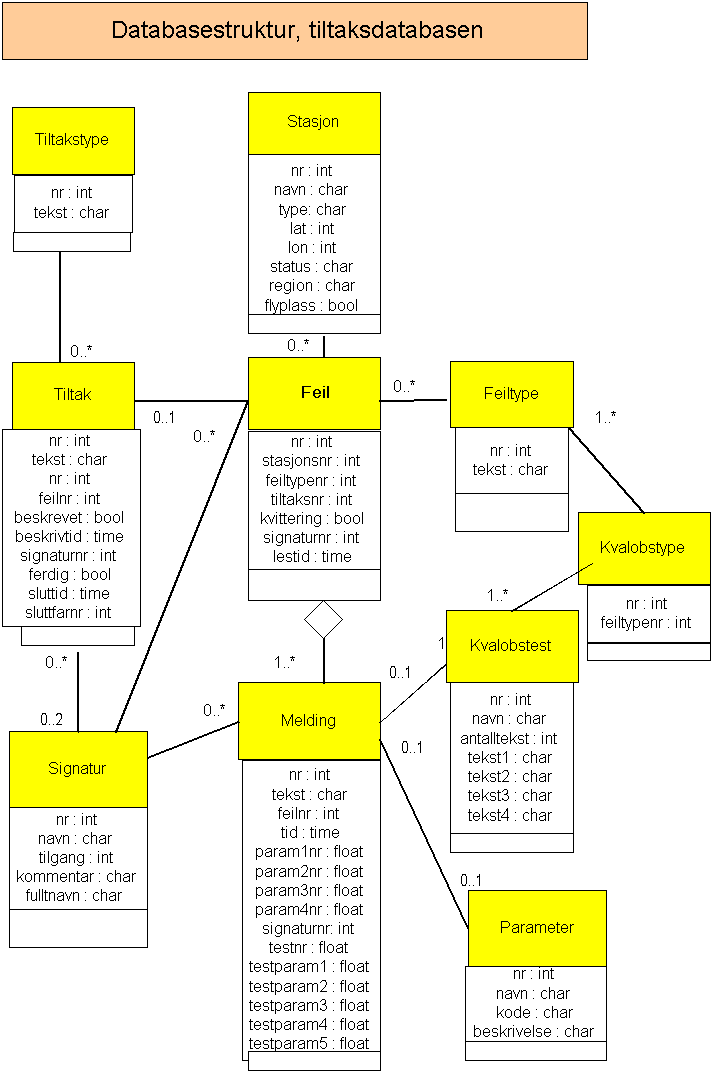 Databasestruktur, tiltaksdatabasen
Tiltakstype
nr : int
tekst : char
Stasjon
nr : int
navn : char
type: char
lat : int
lon : int
status : char
region : char
flyplass : bool
0..*
0..*
Tiltak
nr : int
tekst : char
nr : int
feilnr : int
beskrevet : bool
beskrivtid : time
signaturnr : int
ferdig : bool
sluttid : time
sluttfarnr : int
0..1
0..*
Feil
nr : int
stasjonsnr : int
feiltypenr : int
tiltaksnr : int
kvittering : bool
signaturnr : int
lestid : time
0..*
Feiltype
nr : int
tekst : char
1..*
Kvalobstype
nr : int
feiltypenr : int
1..*
1
Kvalobstest
nr : int
navn : char
antalltekst : int
tekst1 : char
tekst2 : char
tekst3 : char
tekst4 : char
0..*
0..2
Signatur
nr : int
navn : char
tilgang : int
kommentar : char
fulltnavn : char
0..*
1..*
0..1
0..1
Melding
nr : int
tekst : char
feilnr : int
tid : time
param1nr : float
param2nr : float
param3nr : float
param4nr : float
signaturnr: int
testnr : float
testparam1 : float
testparam2 : float
testparam3 : float
testparam4 : float
testparam5 : float
0..1
Parameter
nr : int
navn : char
kode : char
beskrivelse : char